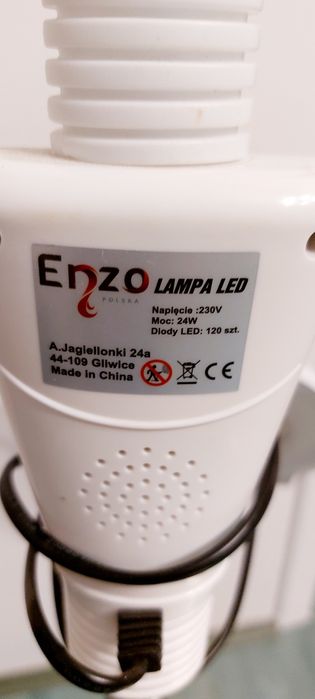 Enzo
POLSKA
LAMPA LED
Napięcie :230V
Moc: 24W
Diody LED: 120 szt.
A.Jagiellonki 24a
44-109 Gliwice
Made in China
CE